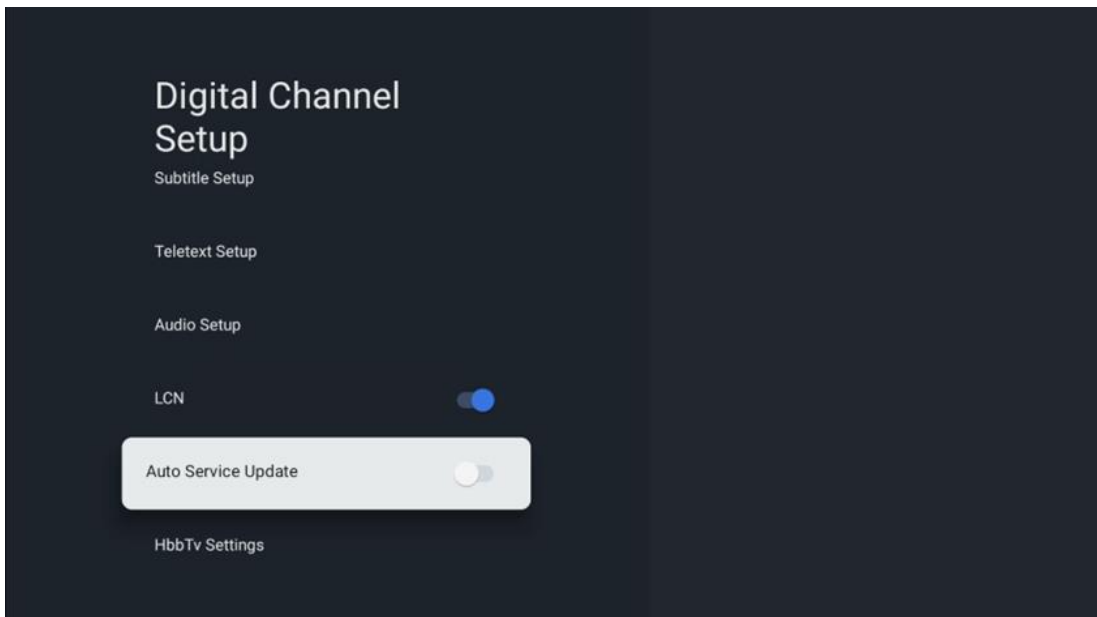 Digital Channel
Setup
Subtitle Setup
Teletext Setup
Audio Setup
LCN
Auto Service Update
HbbTv Settings